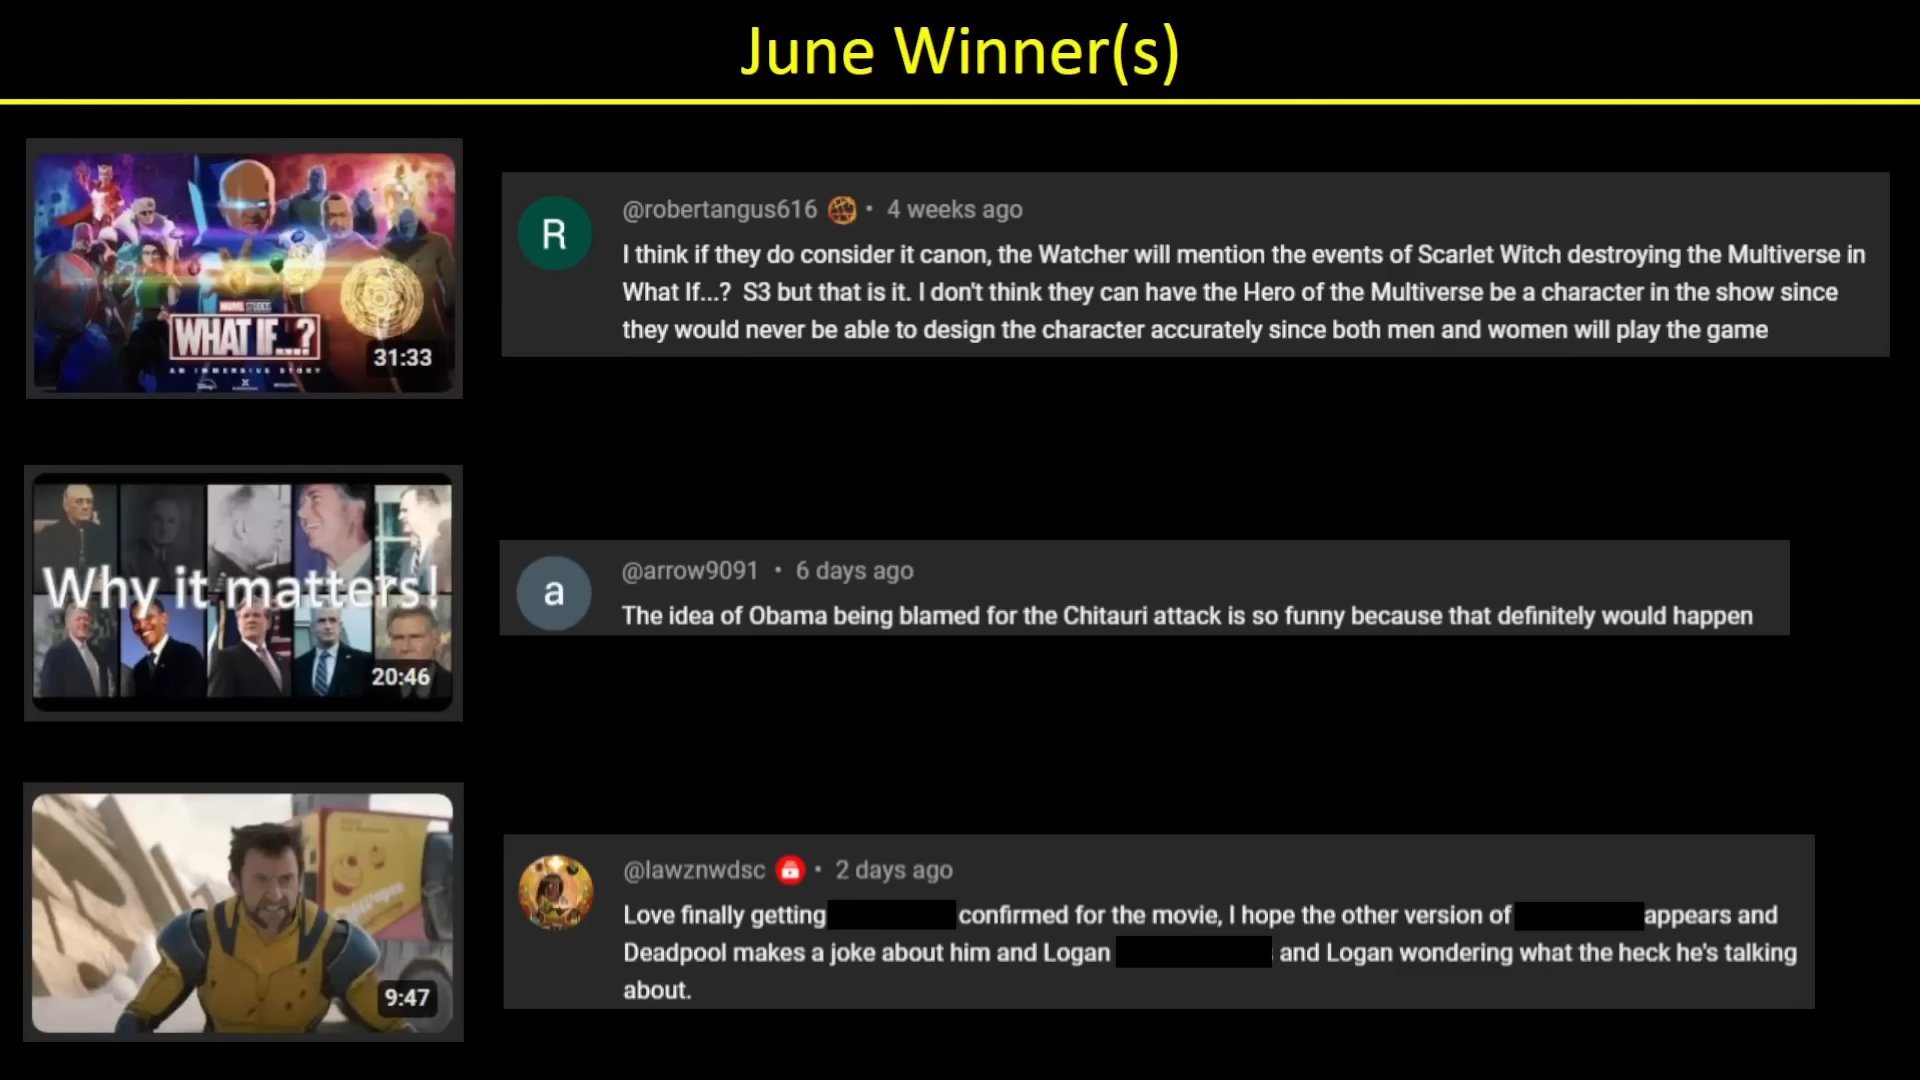 June Winner(s)
MARVEL STUDIOS
WHAT IF...?
AN IMMERSIVE STORY
Disney+
31:33
R
@robertangus616 • 4 weeks ago
I think if they do consider it canon, the Watcher will mention the events of Scarlet Witch destroying the Multiverse in
What If...? S3 but that is it. I don't think they can have the Hero of the Multiverse be a character in the show since
they would never be able to design the character accurately since both men and women will play the game
Why it matters!
20:46
a
@arrow9091 • 6 days ago
The idea of Obama being blamed for the Chitauri attack is so funny because that definitely would happen
9:47
@lawznwdsc • 2 days ago
Love finally getting confirmed for the movie, I hope the other version of appears and
Deadpool makes a joke about him and Logan and Logan wondering what the heck he's talking
about.